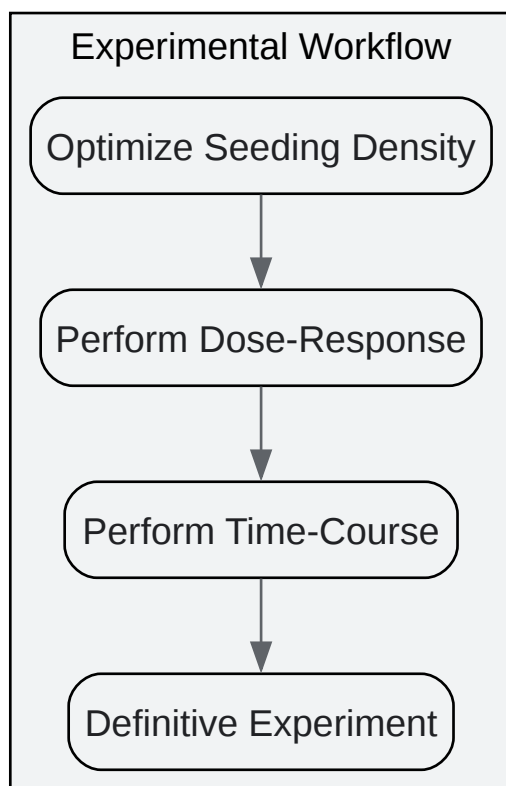 Experimental Workflow
Optimize Seeding Density
Perform Dose-Response
Perform Time-Course
Definitive Experiment